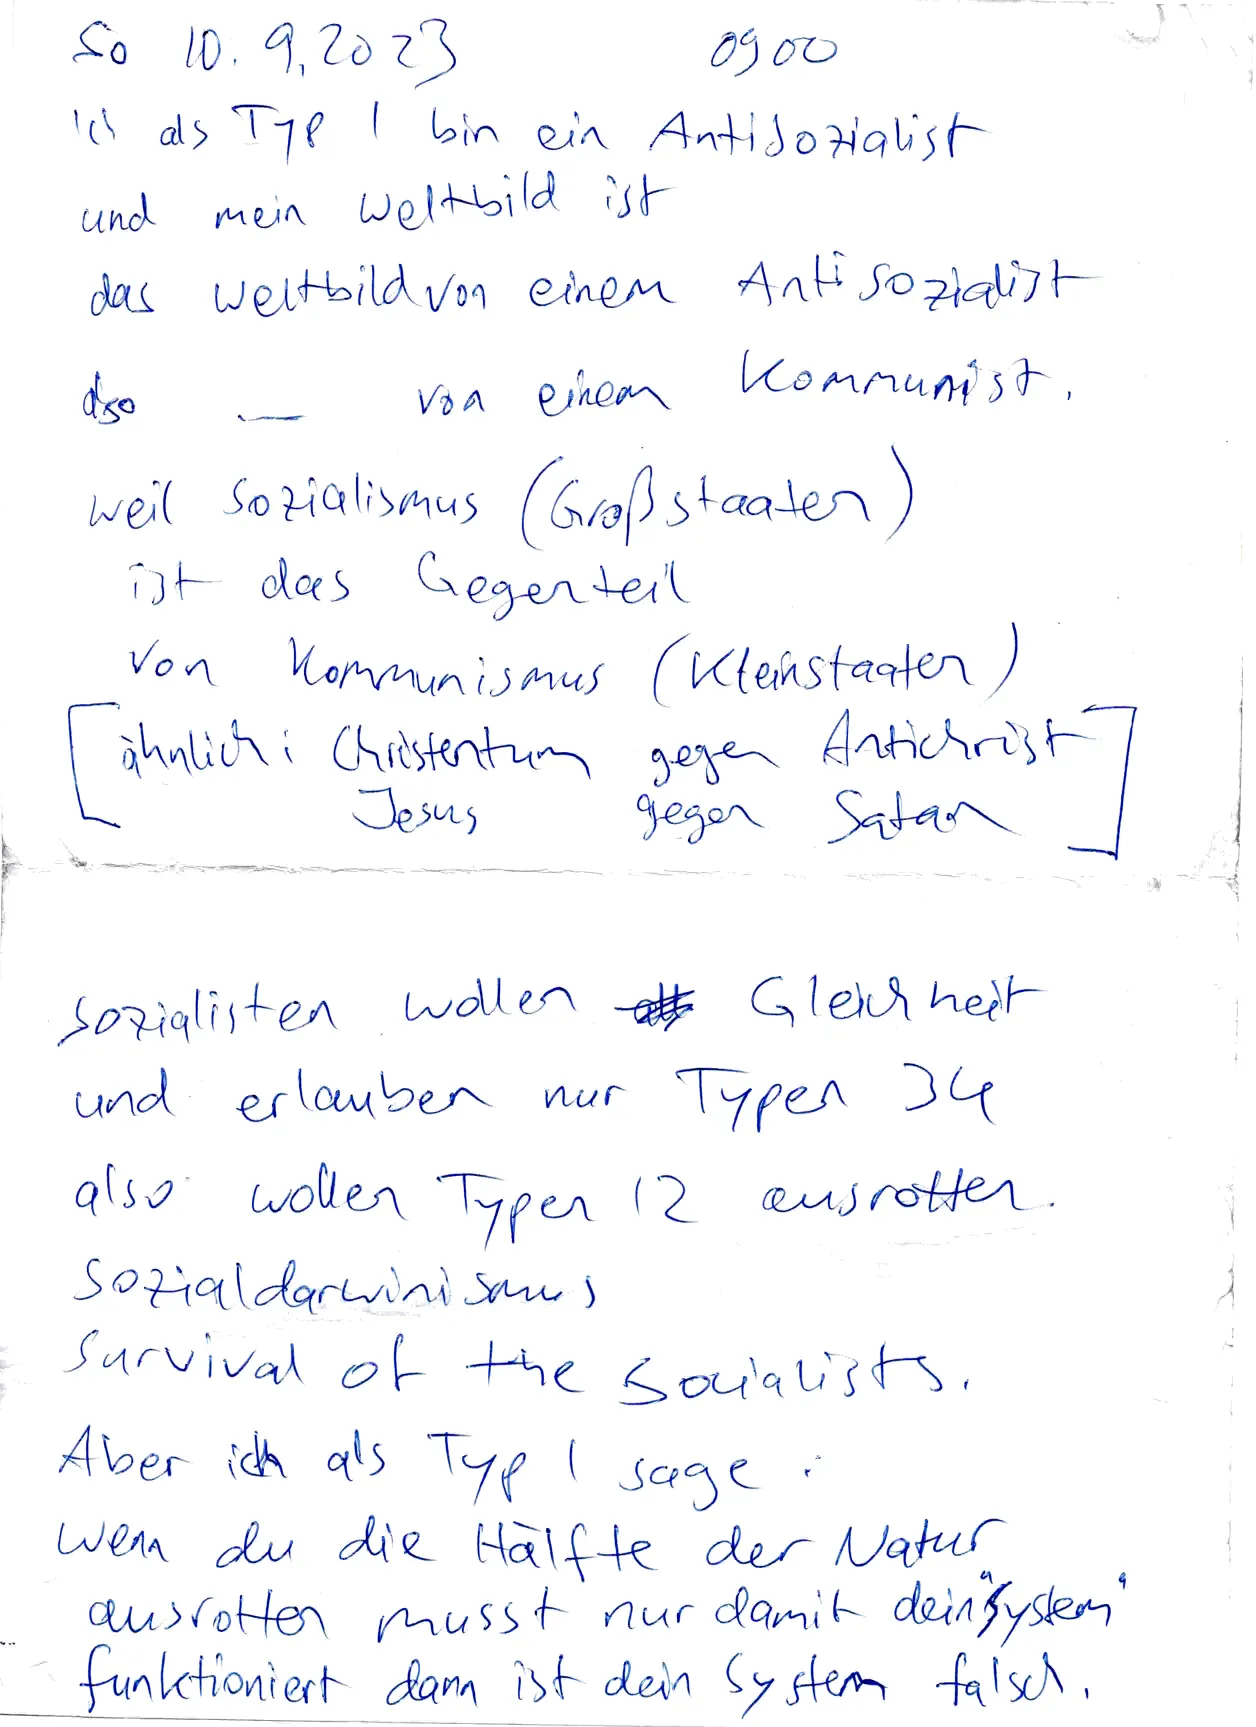 So 10.9.2023 0900
ich als Typ 1 bin ein Antisozialist
und mein Weltbild ist
das Weltbild von einem Antisozialist
also — von einem Kommunist.
weil Sozialismus (Großstaaten)
ist das Gegenteil
von Kommunismus (Kleinstaaten)
[ähnlich: Christentum gegen Antichrist
Jesus gegen Satan]
Sozialisten wollen Gleichheit
und erlauben nur Typen 34
also wollen Typen 12 ausrotten.
Sozialdarwinismus
Survival of the Socialists.
Aber ich als Typ 1 sage:
Wenn du die Hälfte der Natur
ausrotten musst nur damit dein "System"
funktioniert dann ist dein System falsch.